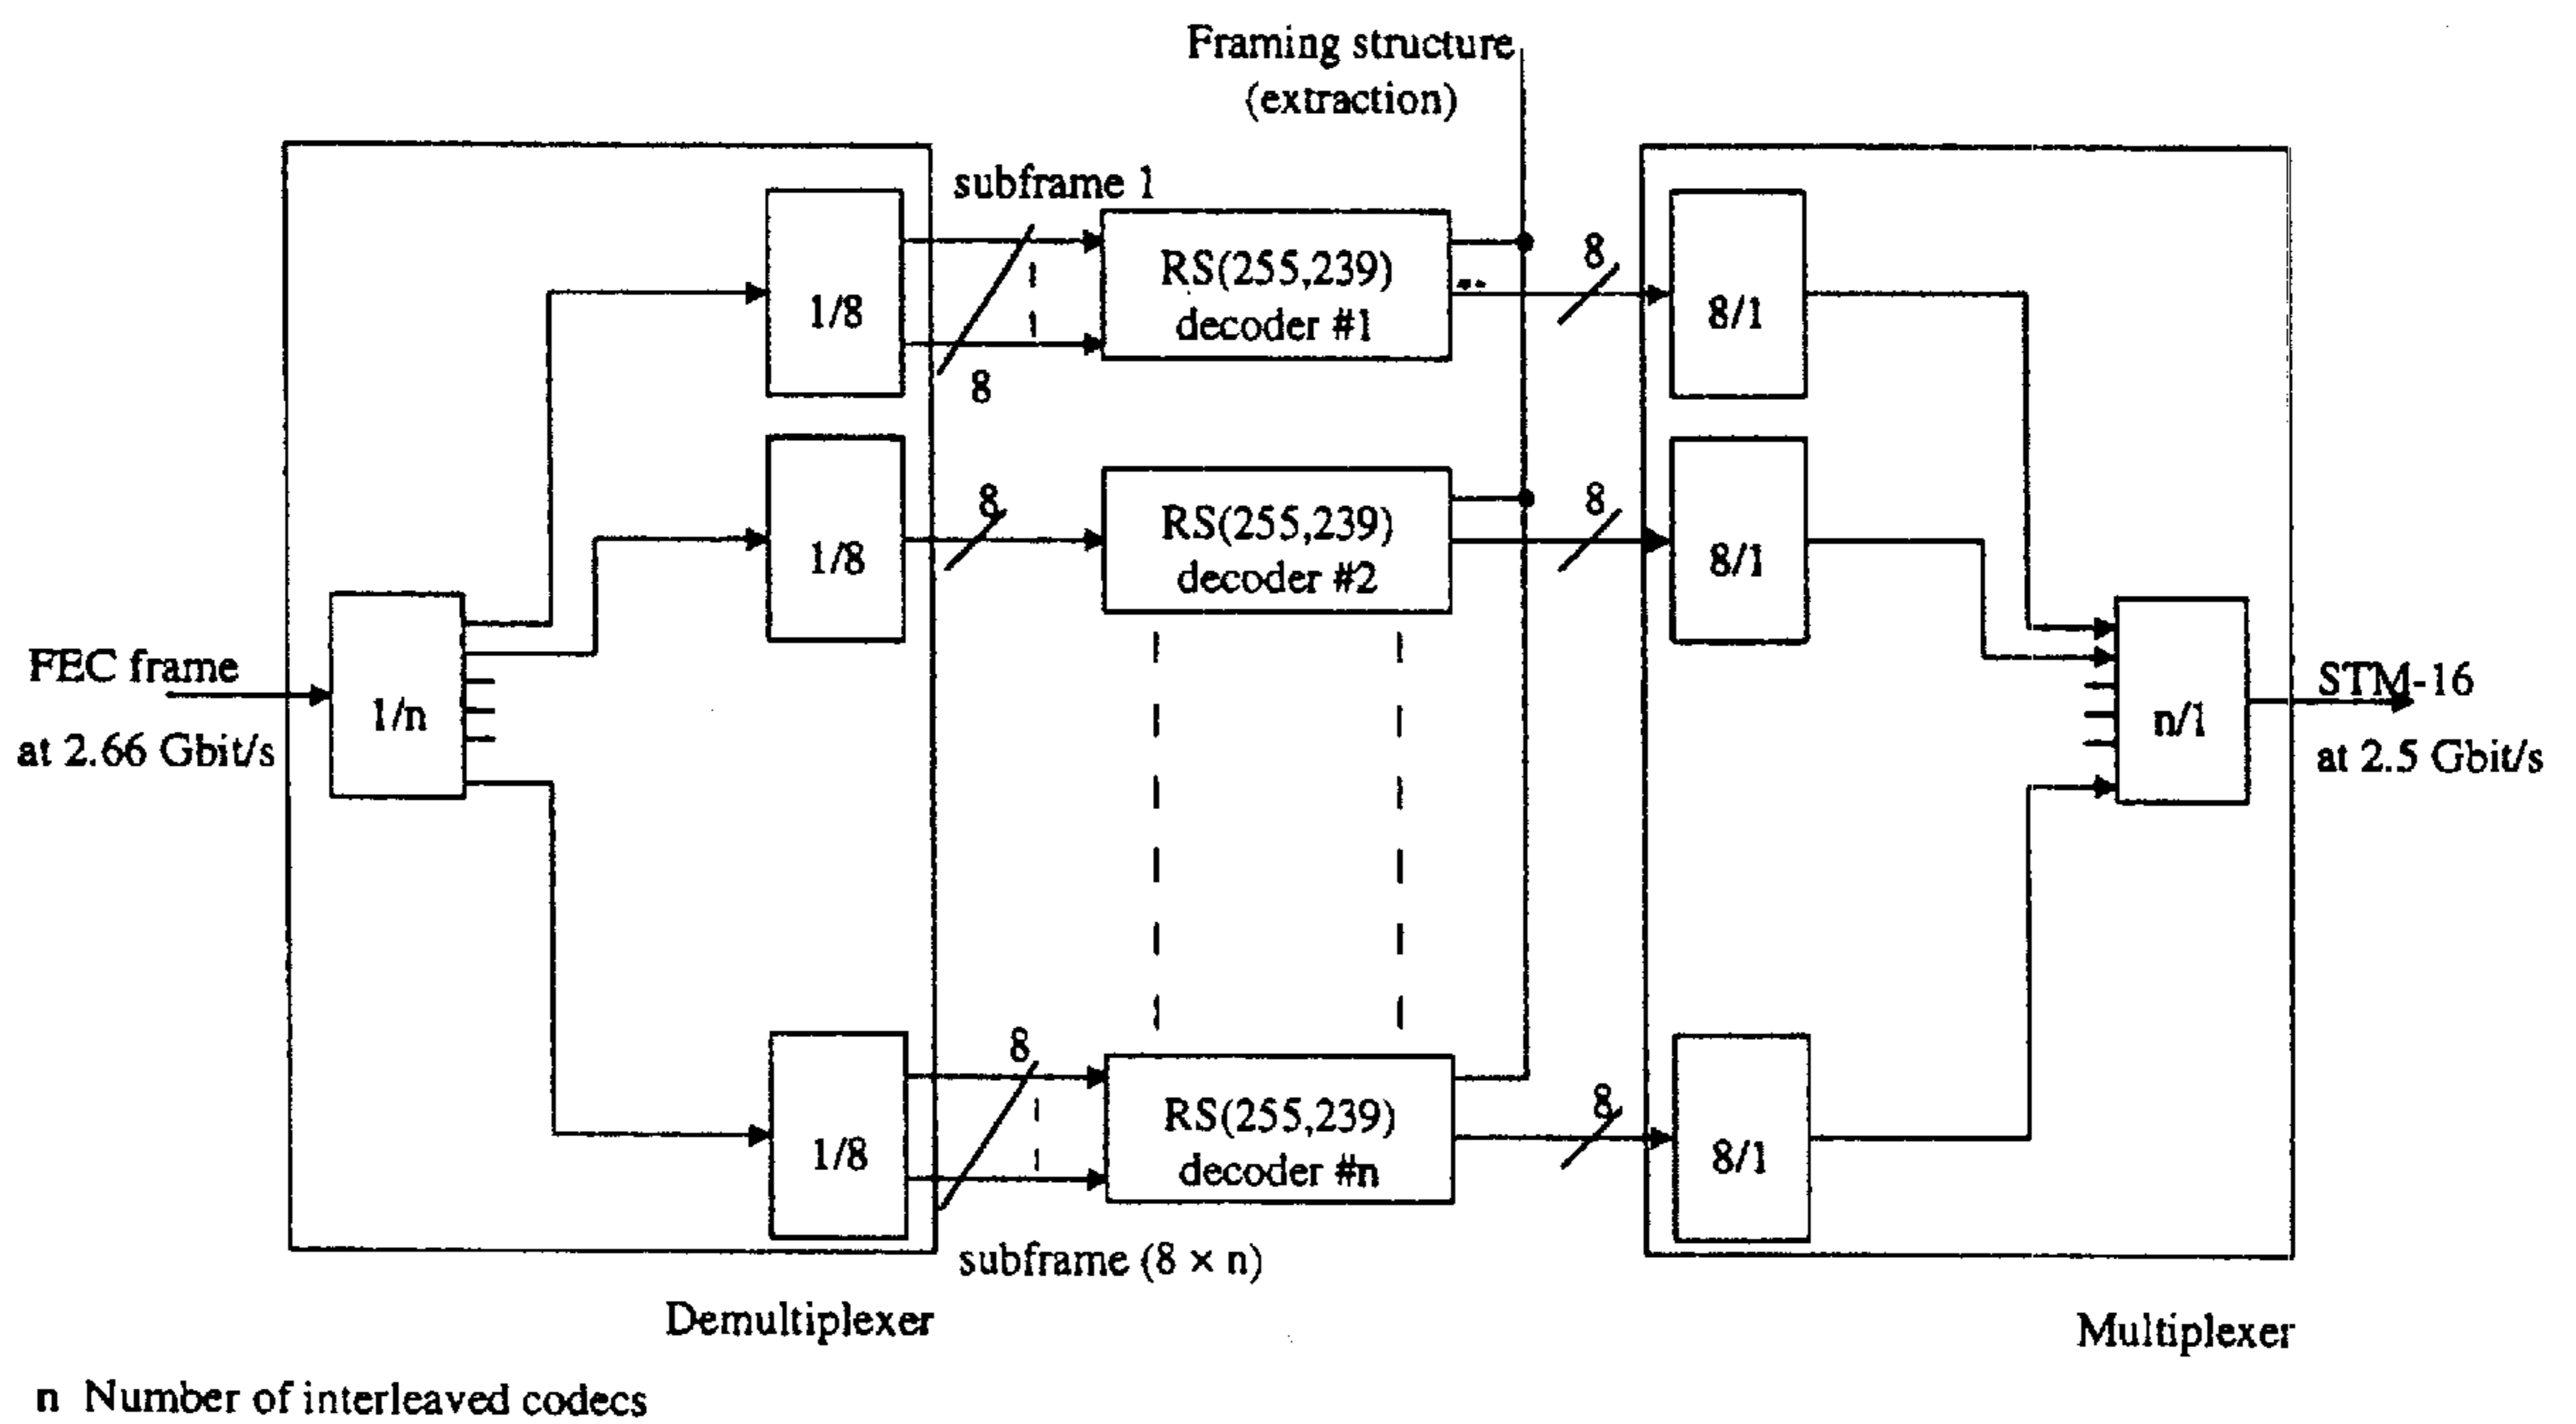 Framing structure
(extraction)
subframe 1
1/8
8
RS(255,239)
decoder #1
8
8/1
1/8
8
RS(255,239)
decoder #2
8
8/1
FEC frame
at 2.66 Gbit/s
1/n
n/1
STM-16
at 2.5 Gbit/s
1/8
8
RS(255,239)
decoder #n
8
8/1
subframe (8 × n)
Demultiplexer
Multiplexer
n Number of interleaved codecs